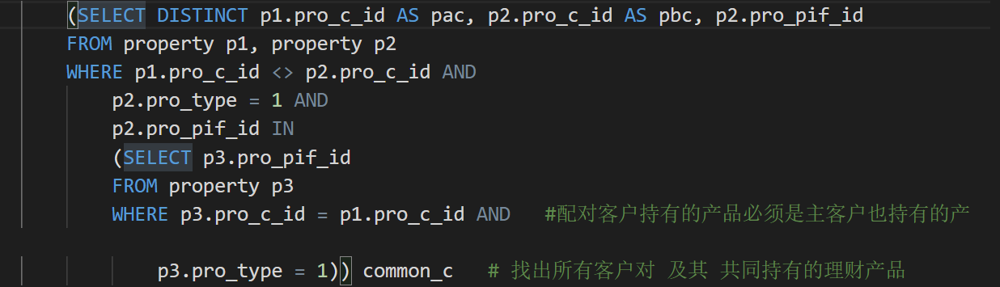 (SELECT DISTINCT p1.pro_c_id AS pac, p2.pro_c_id AS pbc, p2.pro_pif_id
FROM property p1, property p2
WHERE p1.pro_c_id <> p2.pro_c_id AND
p2.pro_type = 1 AND
p2.pro_pif_id IN
(SELECT p3.pro_pif_id
FROM property p3
WHERE p3.pro_c_id = p1.pro_c_id AND #配对客户持有的产品必须是主客户也持有的产
p3.pro_type = 1)) common_c # 找出所有客户对 及其 共同持有的理财产品